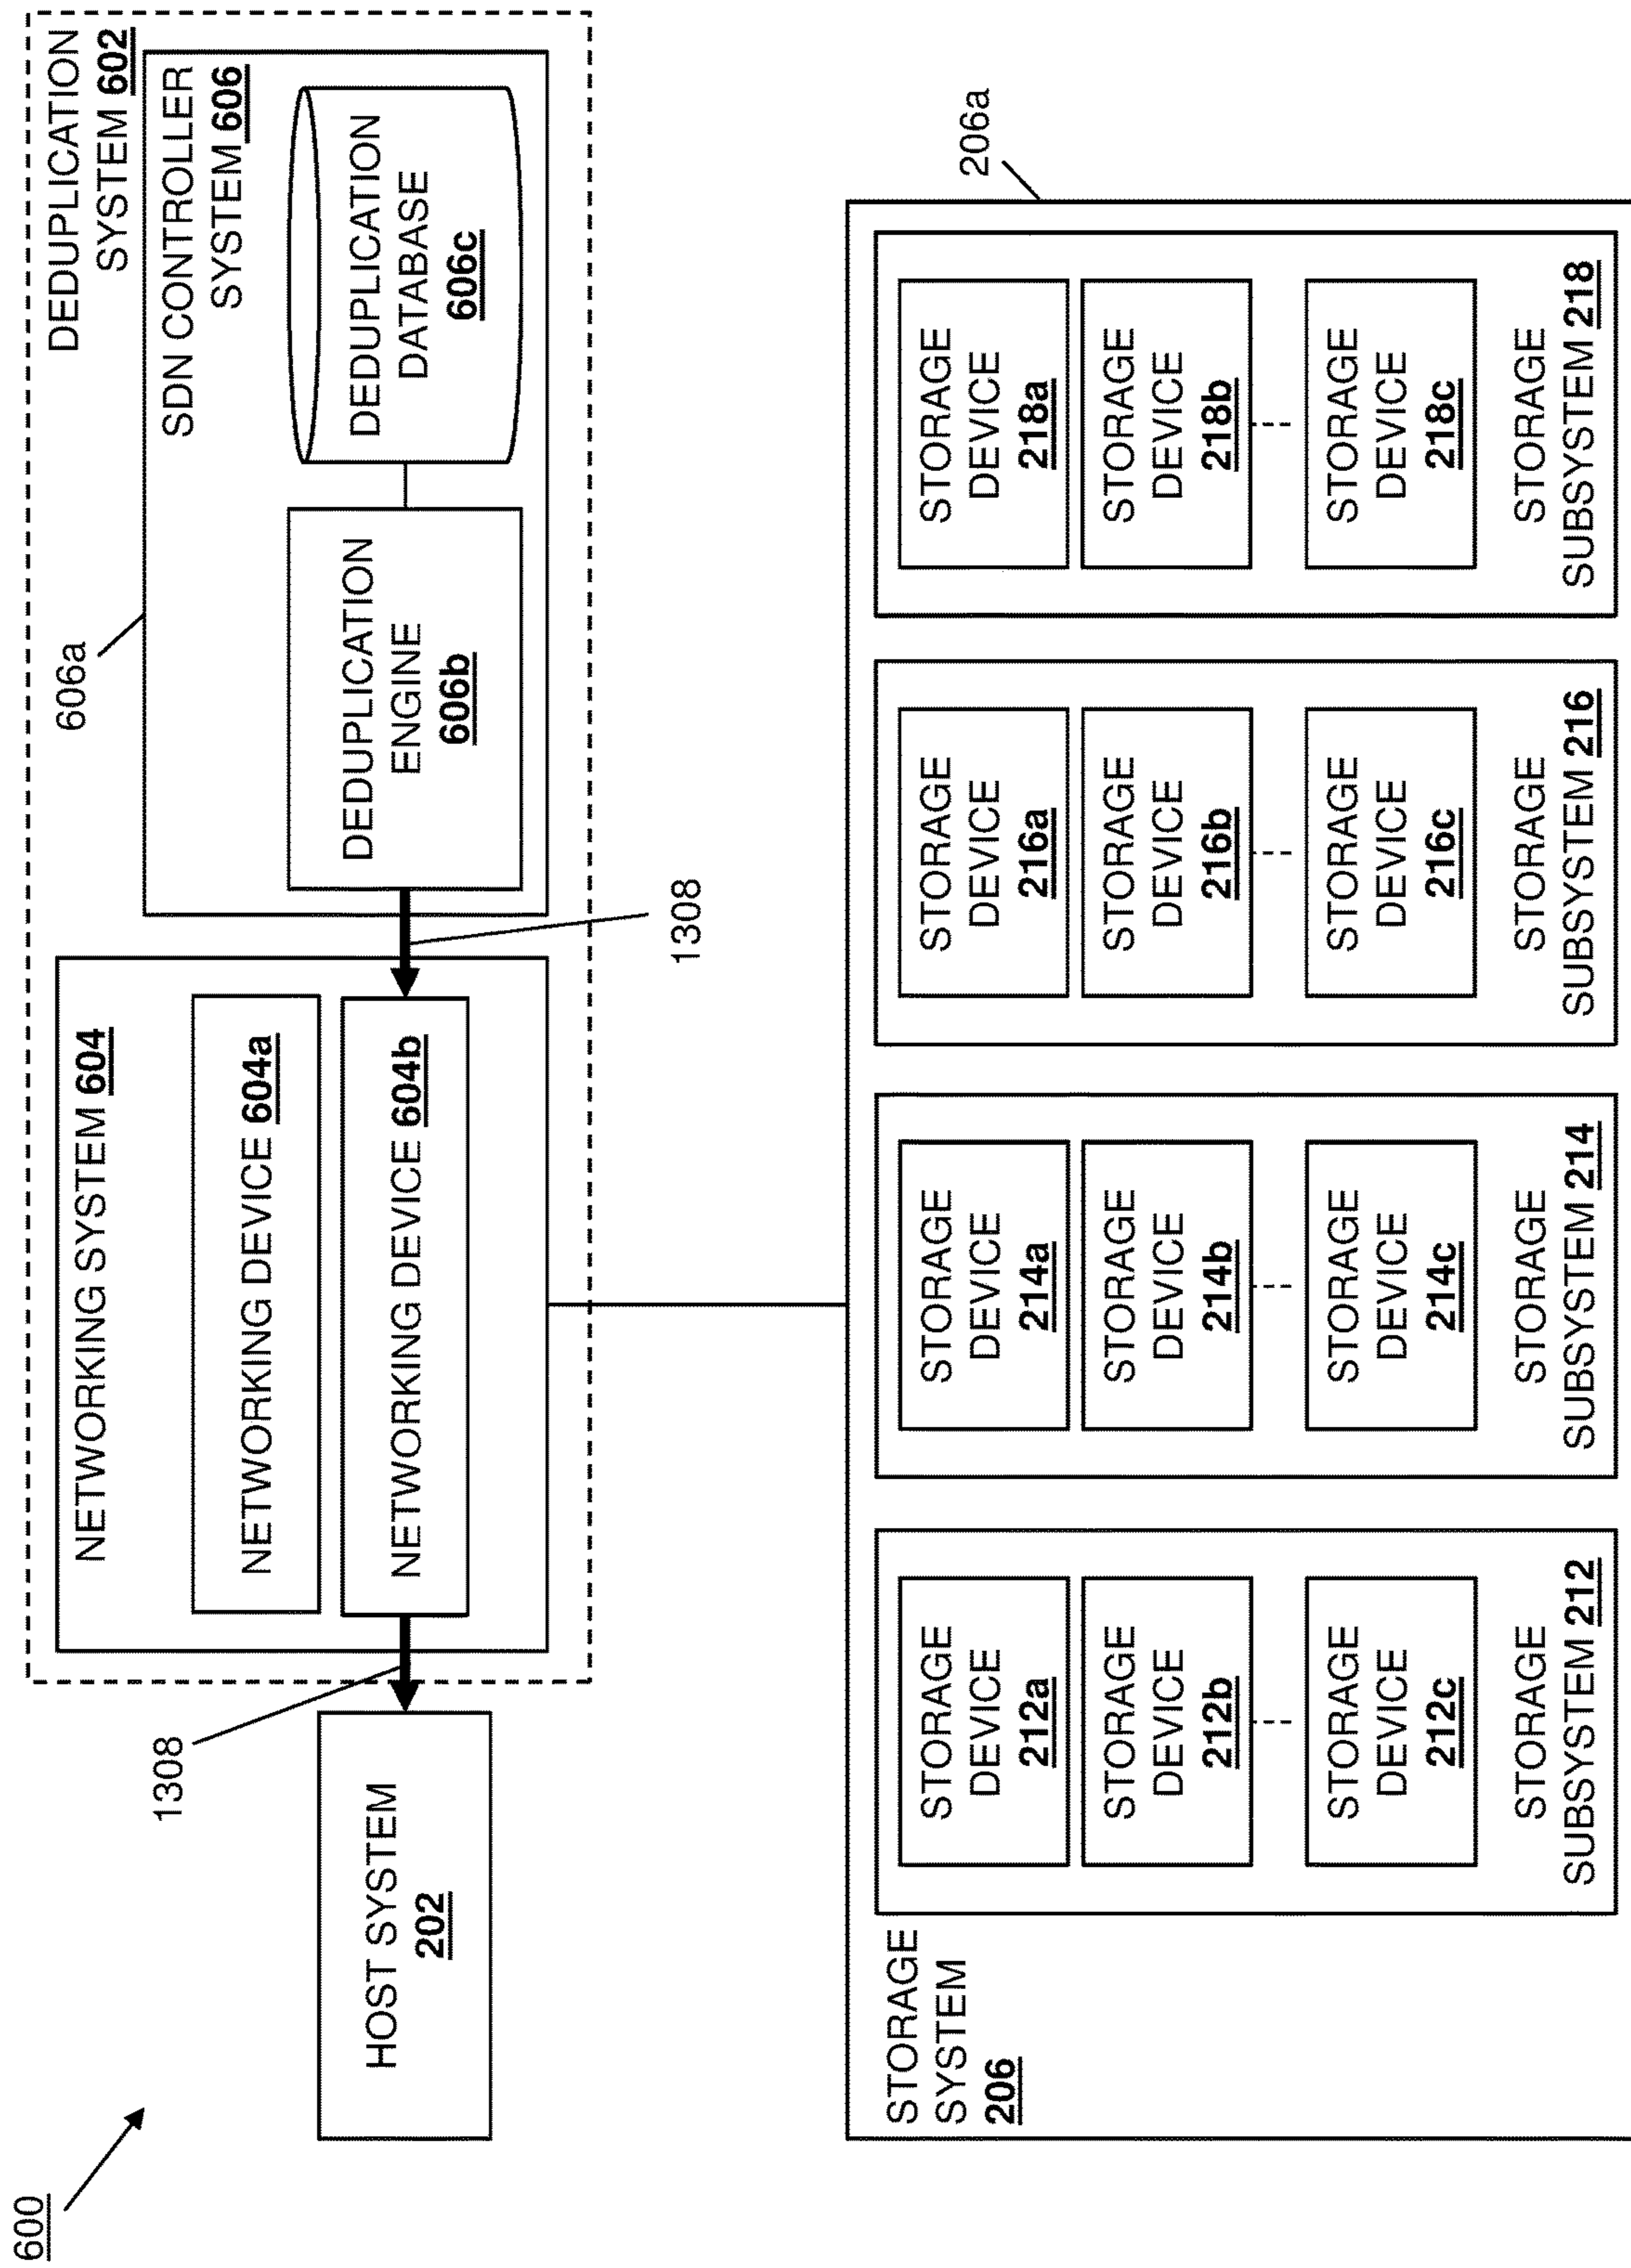 600
DEDUPLICATION
SYSTEM 602
606a
SDN CONTROLLER
SYSTEM 606
NETWORKING SYSTEM 604
1308
NETWORKING DEVICE 604a
NETWORKING DEVICE 604b
HOST SYSTEM
202
DEDUPLICATION
ENGINE
606b
DEDUPLICATION
DATABASE
606c
1308
206a
STORAGE
SYSTEM
206
STORAGE
DEVICE
212a
STORAGE
DEVICE
212b
STORAGE
DEVICE
212c
STORAGE
SUBSYSTEM 212
STORAGE
DEVICE
214a
STORAGE
DEVICE
214b
STORAGE
DEVICE
214c
STORAGE
SUBSYSTEM 214
STORAGE
DEVICE
216a
STORAGE
DEVICE
216b
STORAGE
DEVICE
216c
STORAGE
SUBSYSTEM 216
STORAGE
DEVICE
218a
STORAGE
DEVICE
218b
STORAGE
DEVICE
218c
STORAGE
SUBSYSTEM 218